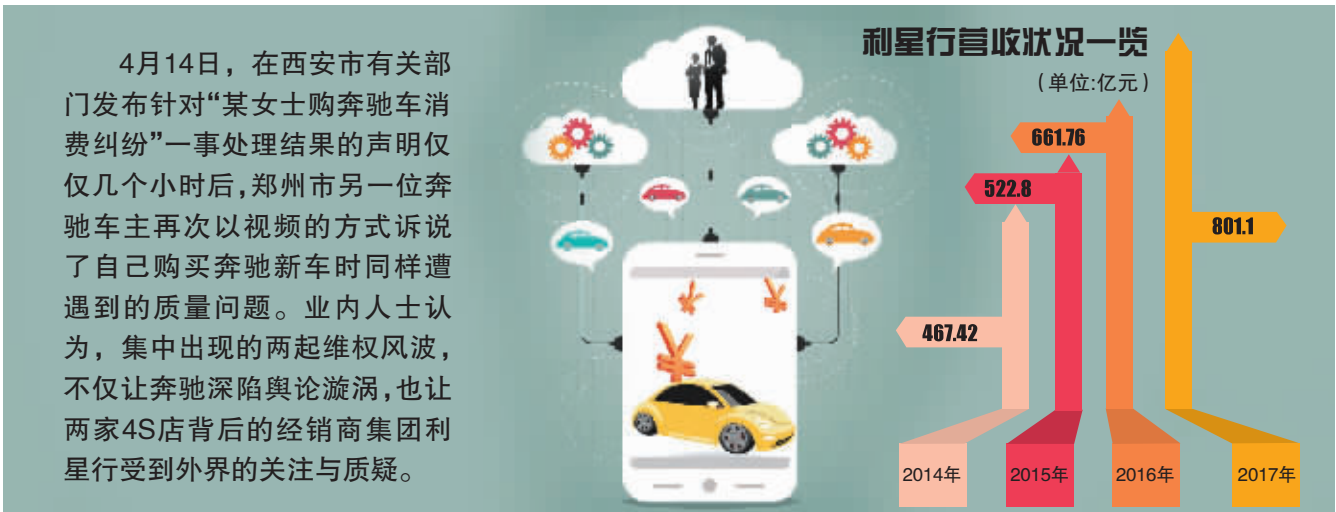 4月14日，在西安市有关部
门发布针对“某女士购奔驰车消
费纠纷”一事处理结果的声明仅
仅几个小时后，郑州市另一位奔
驰车主再次以视频的方式诉说
了自己购买奔驰新车时同样遭
遇到的质量问题。业内人士认
为，集中出现的两起维权风波，
不仅让奔驰深陷舆论漩涡，也让
两家4S店背后的经销商集团利
星行受到外界的关注与质疑。
利星行营收状况一览
（单位:亿元）
661.76
522.8
801.1
467.42
2014年
2015年
2016年
2017年